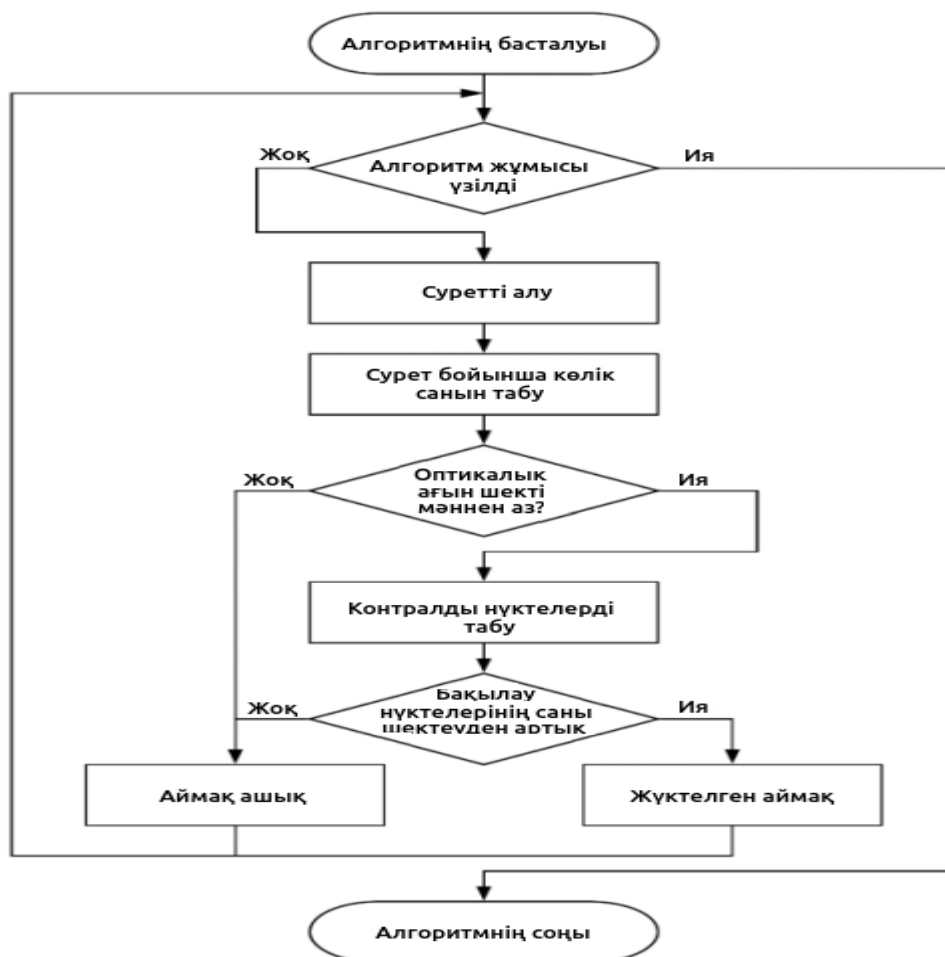 Алгоритмнің басталуы
Жоқ
Ия
Алгоритм жұмысы
үзілді
Суретті алу
Сурет бойынша көлік
санын табу
Жоқ
Ия
Оптикалық
ағын шекті
мәннен аз?
Контралды нүктелерді
табу
Жоқ
Ия
Бақылау
нүктелерінің саны
шектеуден артық
Аймақ ашық
Жүктелген аймақ
Алгоритмнің соңы